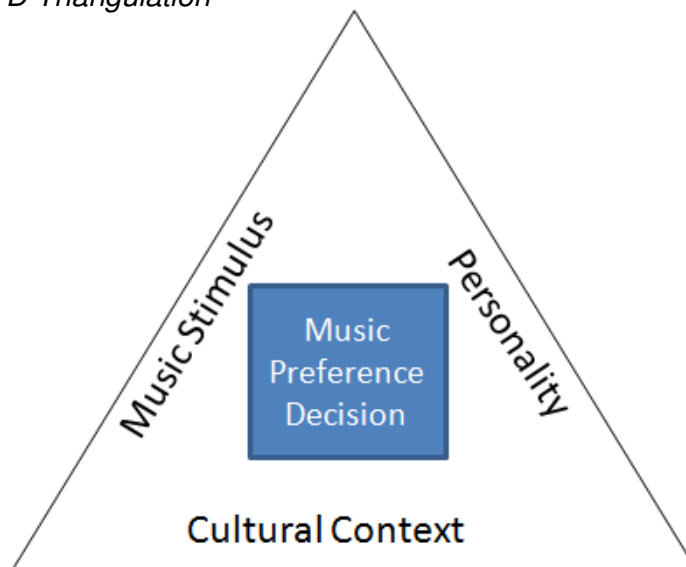 D Triangulation
Music Stimulus
Personality
Music
Preference
Decision
Cultural Context